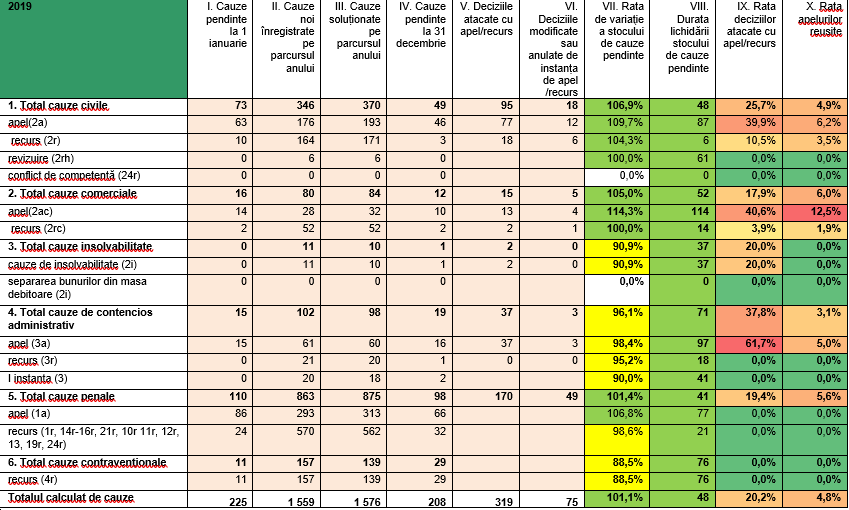 2019 I. Cauze pendinte la 1 ianuarie II. Cauze noi înregistrate pe parcursul anului III. Cauze soluționate pe parcursul anului IV. Cauze pendinte la 31 decembrie V. Deciziile atacate cu apel/recurs VI. Deciziile modificate sau anulate de instanța de apel /recurs VII. Rata de variație a stocului de cauze pendinte VIII. Durata lichidării stocului de cauze pendinte IX. Rata deciziilor atacate cu apel/recurs X. Rata apelurilor reușite
1. Total cauze civile 73 346 370 49 95 18 106,9% 48 25,7% 4,9%
apel(2a) 63 176 193 46 77 12 109,7% 87 39,9% 6,2%
recurs (2r) 10 164 171 3 18 6 104,3% 6 10,5% 3,5%
revizuire (2rh) 0 6 6 0 100,0% 61 0,0% 0,0%
conflict de competență (24r) 0 0 0 0 0,0% 0 0,0% 0,0%
2. Total cauze comerciale 16 80 84 12 15 5 105,0% 52 17,9% 6,0%
apel(2ac) 14 28 32 10 13 4 114,3% 114 40,6% 12,5%
recurs (2rc) 2 52 52 2 2 1 100,0% 14 3,9% 1,9%
3. Total cauze insolvabilitate 0 11 10 1 2 0 90,9% 37 20,0% 0,0%
cauze de insolvabilitate (2i) 0 11 10 1 2 0 90,9% 37 20,0% 0,0%
separarea bunurilor din masa debitoare (2i) 0 0 0 0 0,0% 0 0,0% 0,0%
4. Total cauze de contencios administrativ 15 102 98 19 37 3 96,1% 71 37,8% 3,1%
apel (3a) 15 61 60 16 37 3 98,4% 97 61,7% 5,0%
recurs (3r) 0 21 20 1 0 0 95,2% 18 0,0% 0,0%
I instanța (3) 0 20 18 2 90,0% 41 0,0% 0,0%
5. Total cauze penale 110 863 875 98 170 49 101,4% 41 19,4% 5,6%
apel (1a) 86 293 313 66 106,8% 77 0,0% 0,0%
recurs (1r, 14r-16r, 21r, 10r 11r, 12r, 13, 19r, 24r) 24 570 562 32 98,6% 21 0,0% 0,0%
6. Total cauze contravenționale 11 157 139 29 88,5% 76 0,0% 0,0%
recurs (4r) 11 157 139 29 88,5% 76 0,0% 0,0%
Totalul calculat de cauze 225 1 559 1 576 208 319 75 101,1% 48 20,2% 4,8%